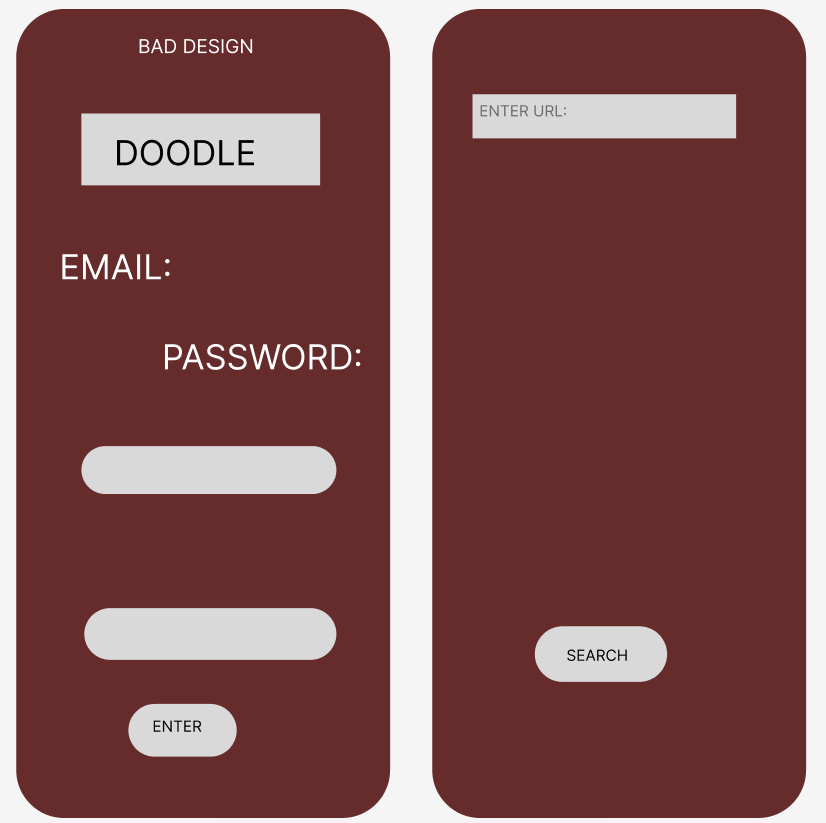 BAD DESIGN
DOODLE
EMAIL:
PASSWORD:
ENTER
ENTER URL:
SEARCH